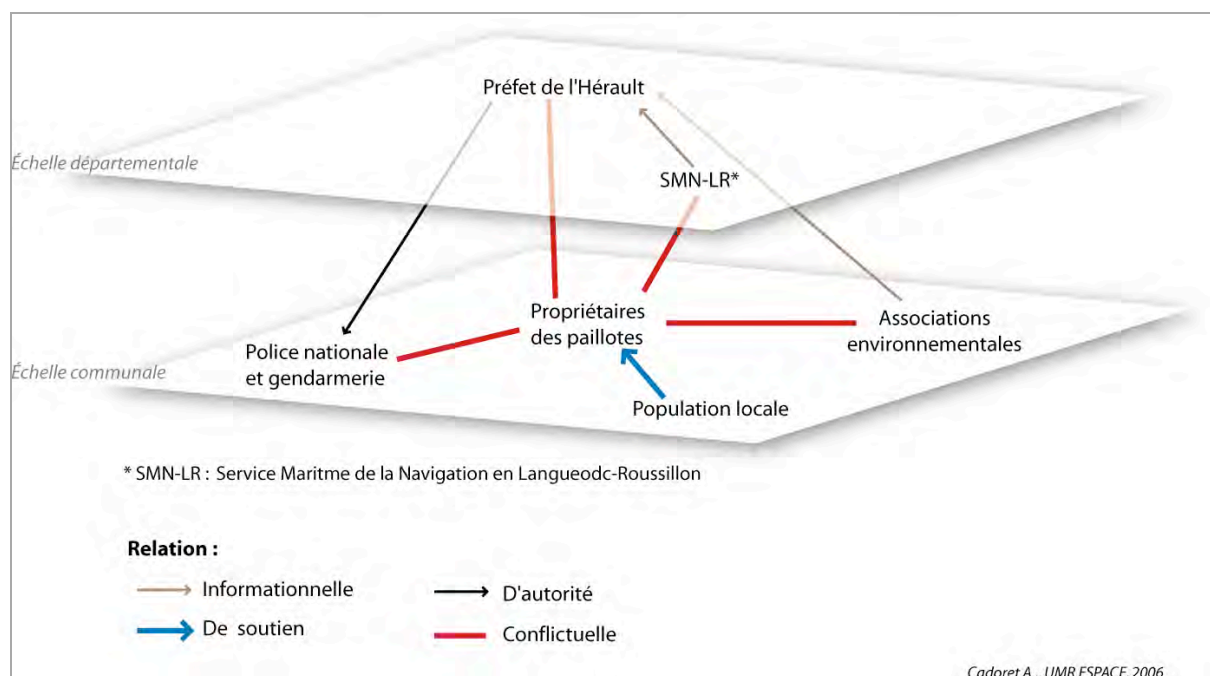 Préfet de l'Hérault
Échelle départementale
SMN-LR*
Propriétaires
des paillotes
Associations
environnementales
Police nationale
et gendarmerie
Échelle communale
Population locale
* SMN-LR : Service Maritme de la Navigation en Langueodc-Roussillon
Relation :
Informationnelle
D'autorité
De soutien
Conflictuelle
Cadoret A., UMR ESPACE, 2006